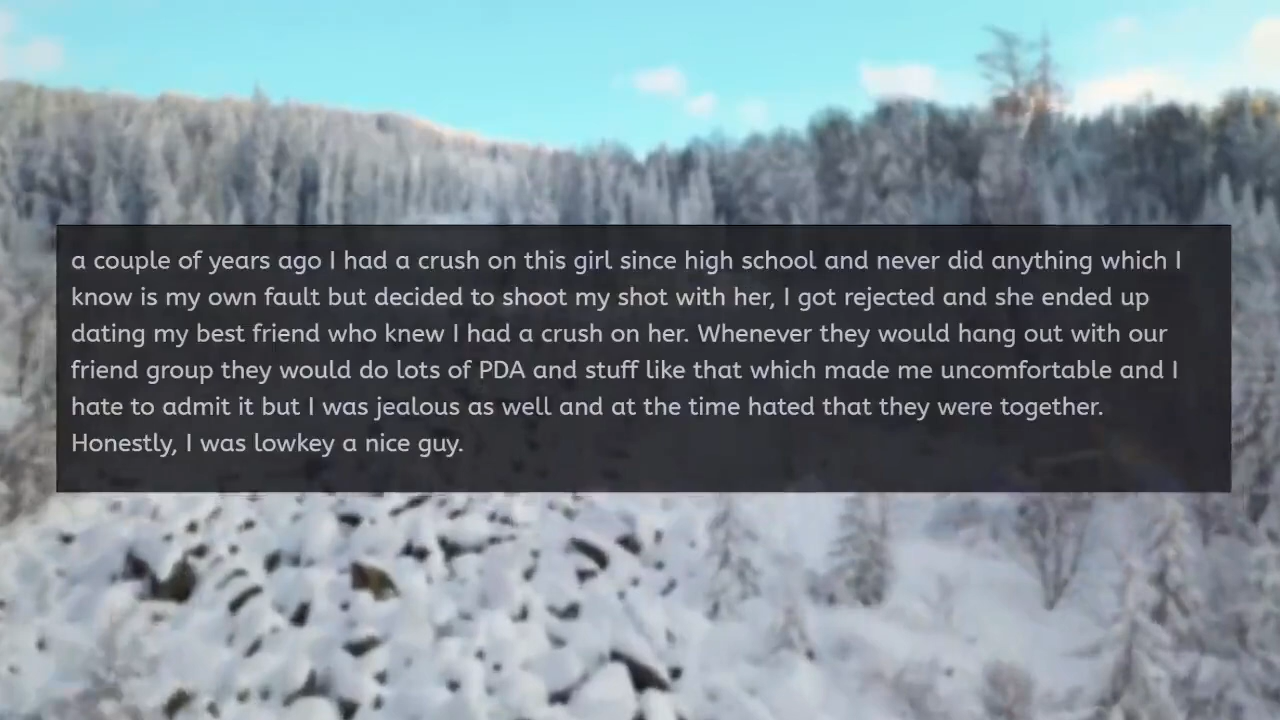 a couple of years ago I had a crush on this girl since high school and never did anything which I
know is my own fault but decided to shoot my shot with her, I got rejected and she ended up
dating my best friend who knew I had a crush on her. Whenever they would hang out with our
friend group they would do lots of PDA and stuff like that which made me uncomfortable and I
hate to admit it but I was jealous as well and at the time hated that they were together.
Honestly, I was lowkey a nice guy.